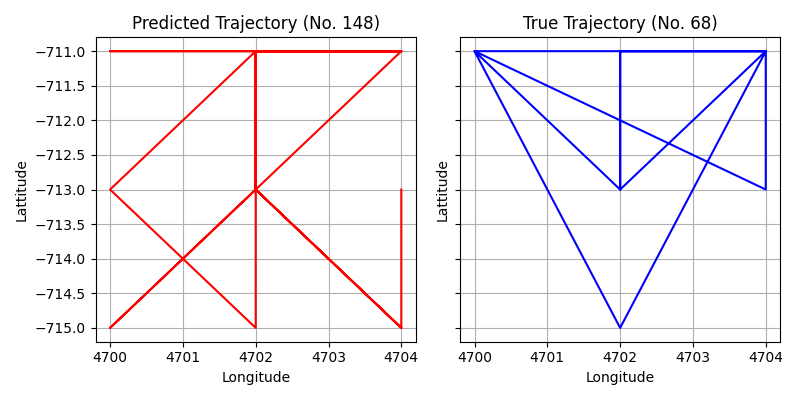 Predicted Trajectory (No. 148)
True Trajectory (No. 68)
Lattitude
−711.0
−711.5
−712.0
−712.5
−713.0
−713.5
−714.0
−714.5
−715.0
4700 4701 4702 4703 4704
Longitude
Lattitude
4700 4701 4702 4703 4704
Longitude